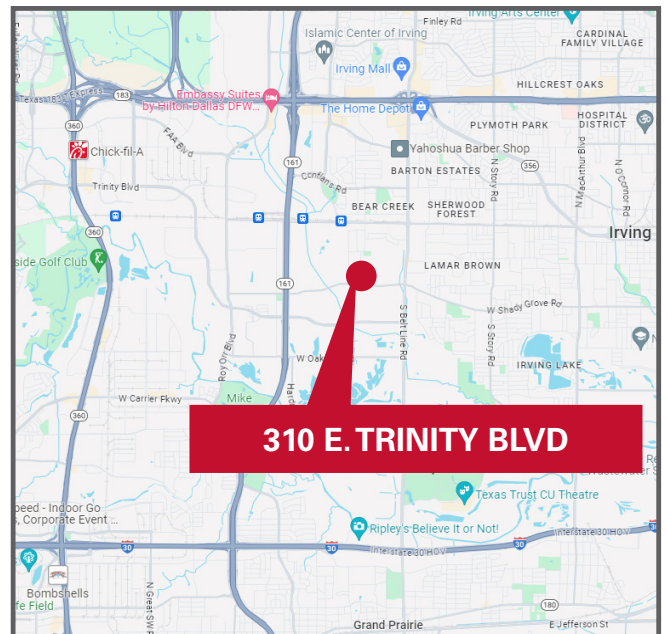 Irving Arts Center
Finley Rd
Islamic Center of Irving
CARDINAL
FAMILY VILLAGE
Irving Mall
HILLCREST OAKS
Texas 183 TEXpress
183
Embassy Suites
by Hilton Dallas DFW...
The Home Depot
HOSPITAL
DISTRICT
PLYMOTH PARK
360
FAA Blvd
Chick-fil-A
Yahoshua Barber Shop
161
Conflans Rd
BARTON ESTATES
356
N Story Rd
N MacArthur Blvd
N O'Connor Rd
Trinity Blvd
BEAR CREEK
SHERWOOD
FOREST
360
Irving
side Golf Club
LAMAR BROWN
161
S Belt Line Rd
W Shady Grove Rd
S Story Rd
Roy Orr Blvd
W Oak
IRVING LAKE
Hard
W Carrier Pkwy
Mike
360
310 E. TRINITY BLVD
Texas Trust CU Theatre
peed - Indoor Go
s, Corporate Event ...
Ripley's Believe It or Not!
Interstate 30 HOV
30
30
Interstate 30 HOV
30
Bombshells
fe Field
N Great SW P
180
Grand Prairie
E Jefferson St